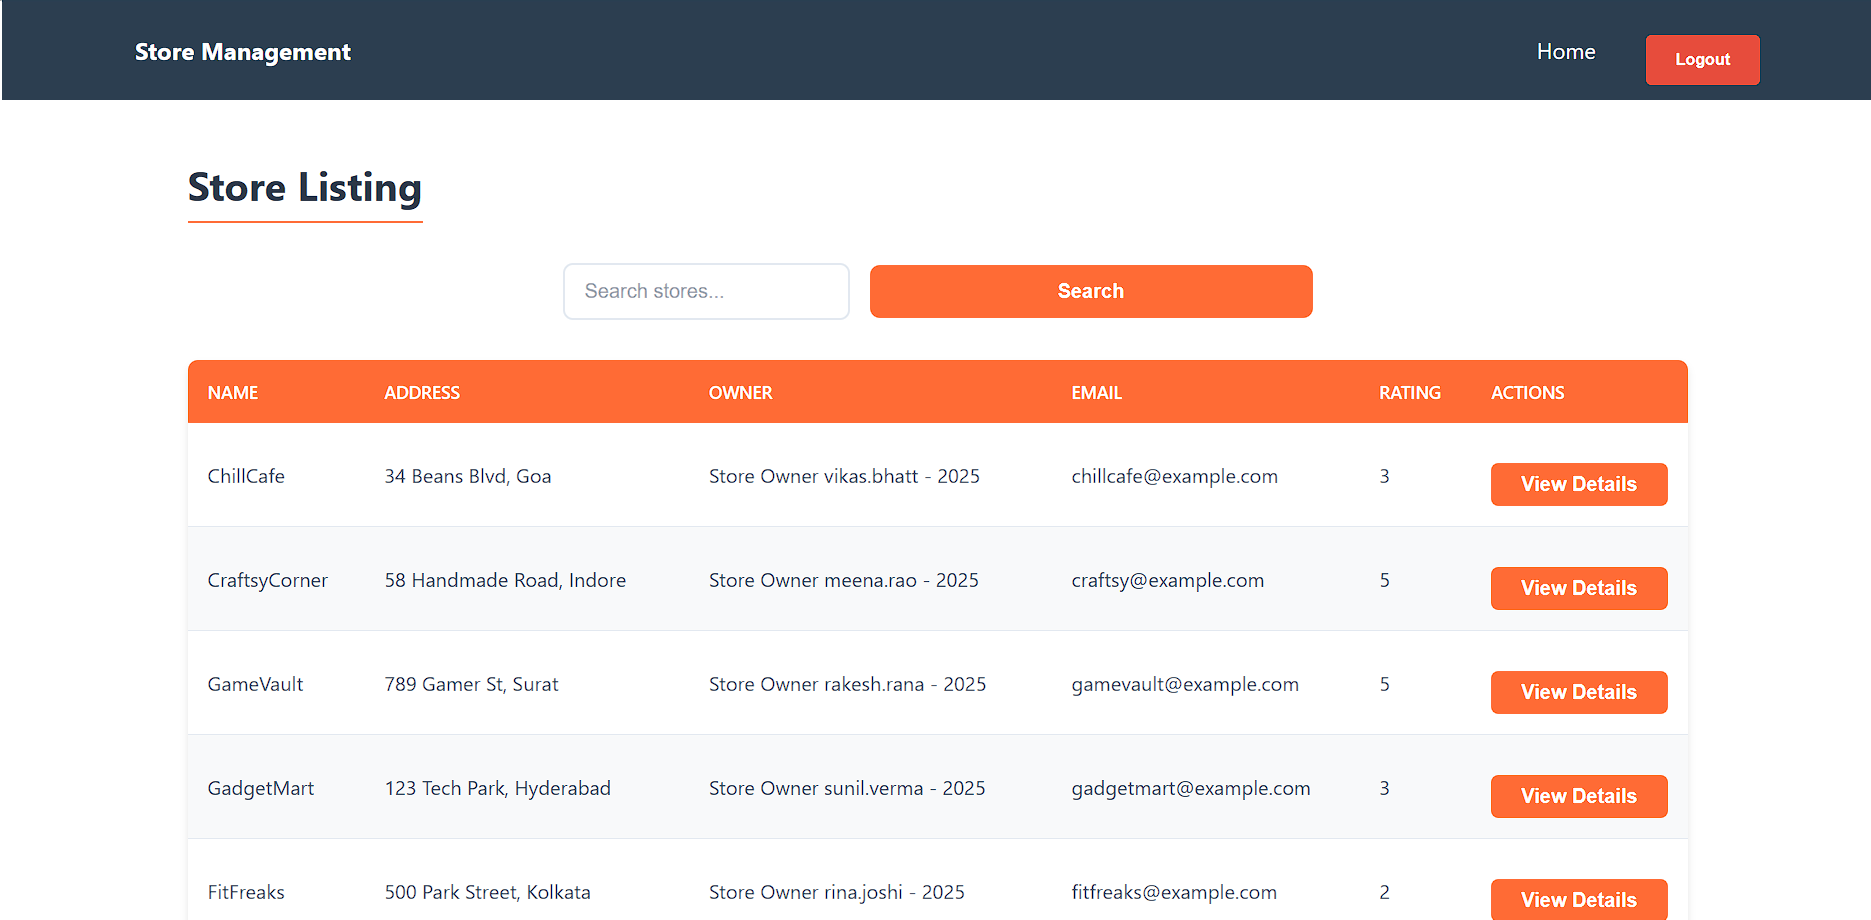 Store Management Home Logout
Store Listing
Search stores... Search
NAME ADDRESS OWNER EMAIL RATING ACTIONS
ChillCafe 34 Beans Blvd, Goa Store Owner vikas.bhatt - 2025 chillcafe@example.com 3 View Details
CraftsyCorner 58 Handmade Road, Indore Store Owner meena.rao - 2025 craftsy@example.com 5 View Details
GameVault 789 Gamer St, Surat Store Owner rakesh.rana - 2025 gamevault@example.com 5 View Details
GadgetMart 123 Tech Park, Hyderabad Store Owner sunil.verma - 2025 gadgetmart@example.com 3 View Details
FitFreaks 500 Park Street, Kolkata Store Owner rina.joshi - 2025 fitfreaks@example.com 2 View Details